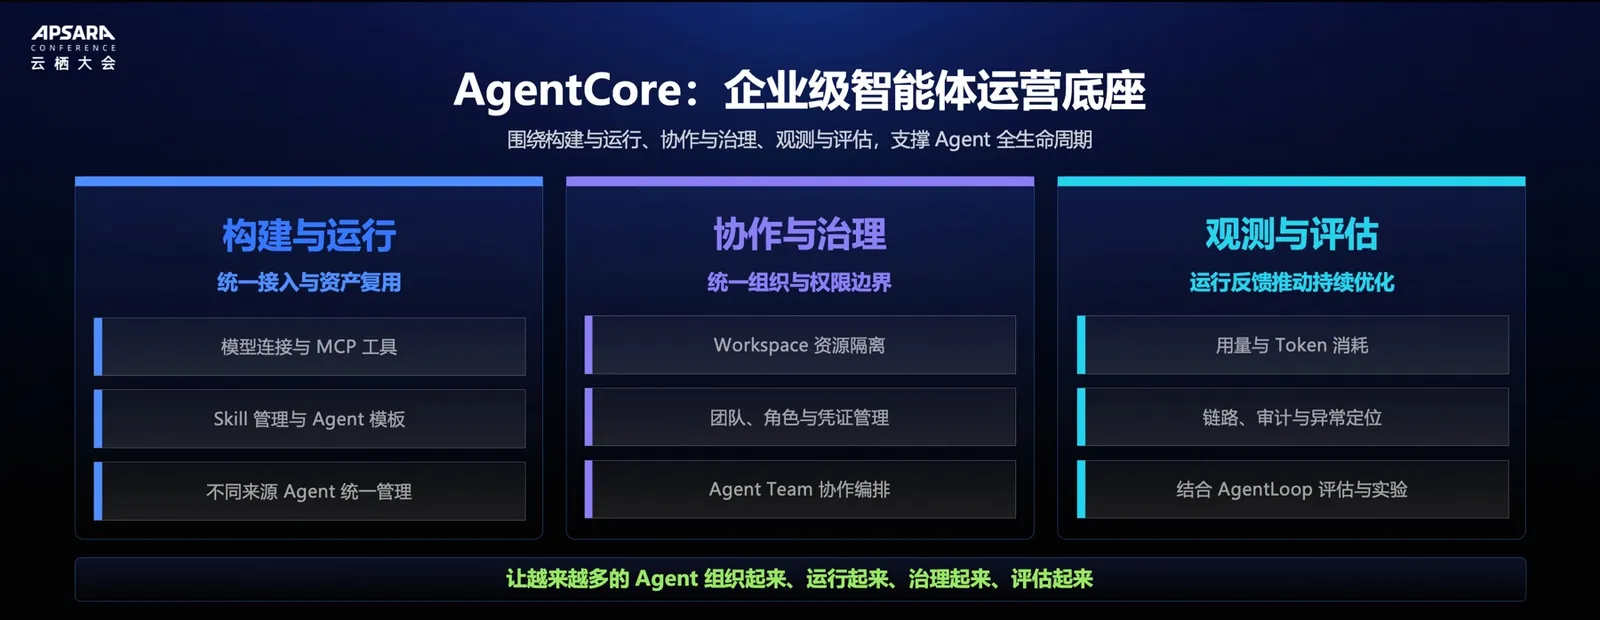 APSARA
CONFERENCE
云栖大会
AgentCore：企业级智能体运营底座
围绕构建与运行、协作与治理、观测与评估，支撑 Agent 全生命周期
构建与运行
统一接入与资产复用
模型连接与 MCP 工具
Skill 管理与 Agent 模板
不同来源 Agent 统一管理
协作与治理
统一组织与权限边界
Workspace 资源隔离
团队、角色与凭证管理
Agent Team 协作编排
观测与评估
运行反馈推动持续优化
用量与 Token 消耗
链路、审计与异常定位
结合 AgentLoop 评估与实验
让越来越多的 Agent 组织起来、运行起来、治理起来、评估起来